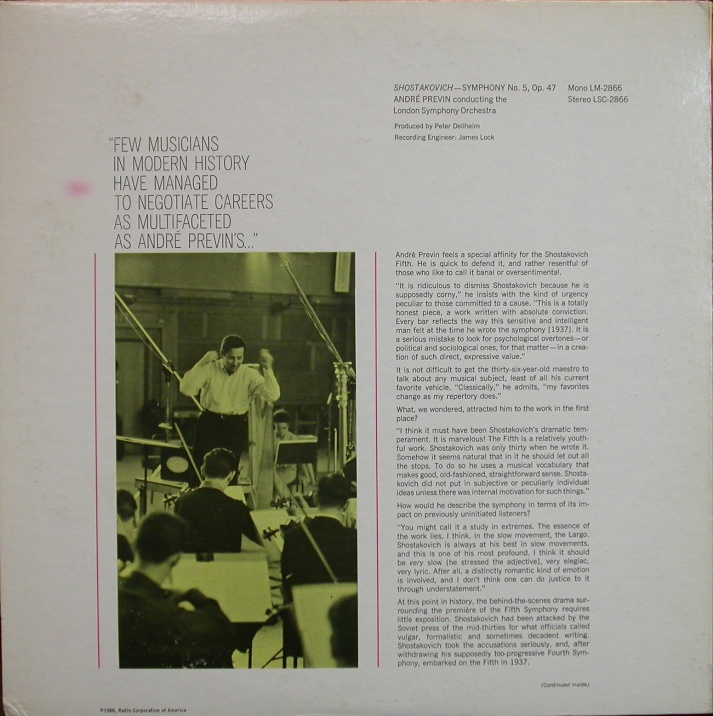 SHOSTAKOVICH—SYMPHONY No. 5, Op. 47 Mono LM-2866
ANDRÉ PREVIN conducting the Stereo LSC-2866
London Symphony Orchestra
Produced by Peter Dellheim
Recording Engineer: James Lock
"FEW MUSICIANS
IN MODERN HISTORY
HAVE MANAGED
TO NEGOTIATE CAREERS
AS MULTIFACETED
AS ANDRÉ PREVIN'S..."
André Previn feels a special affinity for the Shostakovich
Fifth. He is quick to defend it, and rather resentful of
those who like to call it banal or oversentimental.
"It is ridiculous to dismiss Shostakovich because he is
supposedly corny," he insists with the kind of urgency
peculiar to those committed to a cause. "This is a totally
honest piece, a work written with absolute conviction.
Every bar reflects the way this sensitive and intelligent
man felt at the time he wrote the symphony [1937]. It is
a serious mistake to look for psychological overtones—or
political and sociological ones, for that matter—in a crea-
tion of such direct, expressive value."
It is not difficult to get the thirty-six-year-old maestro to
talk about any musical subject, least of all his current
favorite vehicle. "Classically," he admits, "my favorites
change as my repertory does."
What, we wondered, attracted him to the work in the first
place?
"I think it must have been Shostakovich's dramatic tem-
perament. It is marvelous! The Fifth is a relatively youth-
ful work. Shostakovich was only thirty when he wrote it.
Somehow it seems natural that in it he should let out all
the stops. To do so he uses a musical vocabulary that
makes good, old-fashioned, straightforward sense. Shosta-
kovich did not put in subjective or peculiarly individual
ideas unless there was internal motivation for such things."
How would he describe the symphony in terms of its im-
pact on previously uninitiated listeners?
"You might call it a study in extremes. The essence of
the work lies, I think, in the slow movement, the Largo.
Shostakovich is always at his best in slow movements,
and this is one of his most profound. I think it should
be very slow [he stressed the adjective], very elegiac,
very lyric. After all, a distinctly romantic kind of emotion
is involved, and I don't think one can do justice to it
through understatement."
At this point in history, the behind-the-scenes drama sur-
rounding the première of the Fifth Symphony requires
little exposition. Shostakovich had been attacked by the
Soviet press of the mid-thirties for what officials called
vulgar, formalistic and sometimes decadent writing.
Shostakovich took the accusations seriously, and, after
withdrawing his supposedly too-progressive Fourth Sym-
phony, embarked on the Fifth in 1937.
(Continued inside)
©1966, Radio Corporation of America